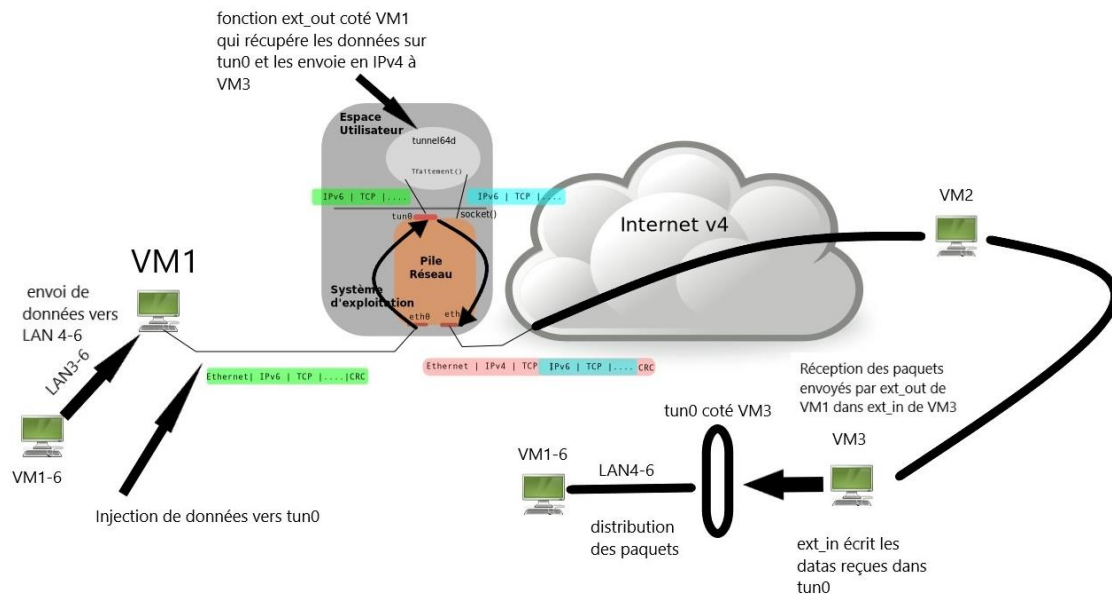 fonction ext_out coté VM1
qui récupére les données sur
tun0 et les envoie en IPv4 à
VM3
Espace
Utilisateur
tunnel64d
Tfaitement()
IPv6 | TCP |....
IPv6 | TCP |....
tun0
socket()
Internet v4
VM2
Pile
Réseau
Système
d'exploitation
eth0
eth
VM1
envoi de
données vers
LAN 4-6
LAN3-6
Ethernet| IPv6 | TCP |....|CRC
Ethernet | IPv4 | TCP
IPv6 | TCP |....
CRC
VM1-6
Injection de données vers tun0
Réception des paquets
envoyés par ext_out de
VM1 dans ext_in de VM3
tun0 coté VM3
VM3
VM1-6
LAN4-6
distribution
des paquets
ext_in écrit les
datas reçues dans
tun0